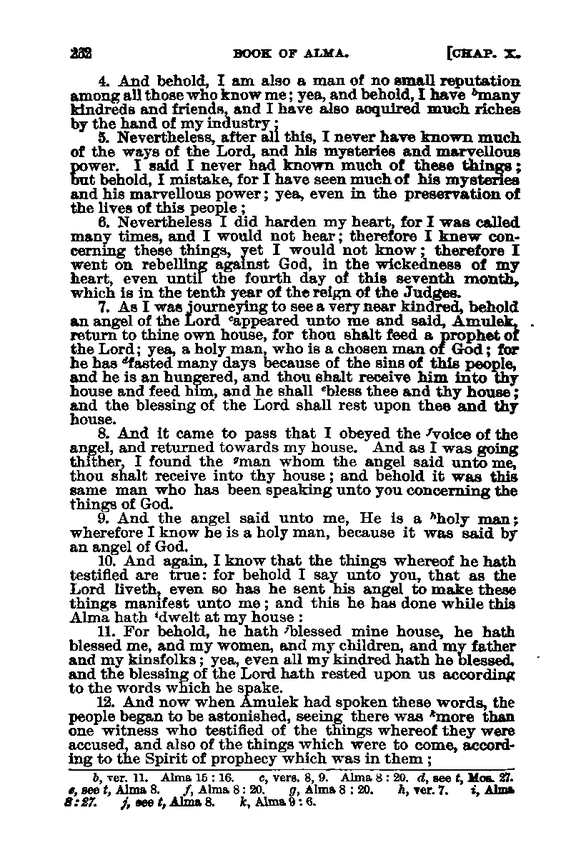 232 BOOK OF ALMA. [CHAP. X.
4. And behold, I am also a man of no small reputation
among all those who know me; yea, and behold, I have ᵇmany
kindreds and friends, and I have also acquired much riches
by the hand of my industry;
5. Nevertheless, after all this, I never have known much
of the ways of the Lord, and his mysteries and marvellous
power. I said I never had known much of these things;
but behold, I mistake, for I have seen much of his mysteries
and his marvellous power; yea, even in the preservation of
the lives of this people;
6. Nevertheless I did harden my heart, for I was called
many times, and I would not hear; therefore I knew con-
cerning these things, yet I would not know; therefore I
went on rebelling against God, in the wickedness of my
heart, even until the fourth day of this seventh month,
which is in the tenth year of the reign of the Judges.
7. As I was journeying to see a very near kindred, behold
an angel of the Lord ᶜappeared unto me and said, Amulek,
return to thine own house, for thou shalt feed a prophet of
the Lord; yea, a holy man, who is a chosen man of God; for
he has ᵈfasted many days because of the sins of this people,
and he is an hungered, and thou shalt receive him into thy
house and feed him, and he shall ᵉbless thee and thy house;
and the blessing of the Lord shall rest upon thee and thy
house.
8. And it came to pass that I obeyed the ᶠvoice of the
angel, and returned towards my house. And as I was going
thither, I found the ᵍman whom the angel said unto me,
thou shalt receive into thy house; and behold it was this
same man who has been speaking unto you concerning the
things of God.
9. And the angel said unto me, He is a ʰholy man;
wherefore I know he is a holy man, because it was said by
an angel of God.
10. And again, I know that the things whereof he hath
testified are true: for behold I say unto you, that as the
Lord liveth, even so has he sent his angel to make these
things manifest unto me; and this he has done while this
Alma hath ⁱdwelt at my house:
11. For behold, he hath ʲblessed mine house, he hath
blessed me, and my women, and my children, and my father
and my kinsfolks; yea, even all my kindred hath he blessed,
and the blessing of the Lord hath rested upon us according
to the words which he spake.
12. And now when Amulek had spoken these words, the
people began to be astonished, seeing there was ᵏmore than
one witness who testified of the things whereof they were
accused, and also of the things which were to come, accord-
ing to the Spirit of prophecy which was in them;
b, ver. 11. Alma 15:16. c, vers. 8, 9. Alma 8:20. d, see t, Mos. 27.
e, see t, Alma 8. f, Alma 8:20. g, Alma 8:20. h, ver. 7. i, Alma
8:27. j, see t, Alma 8. k, Alma 9:6.